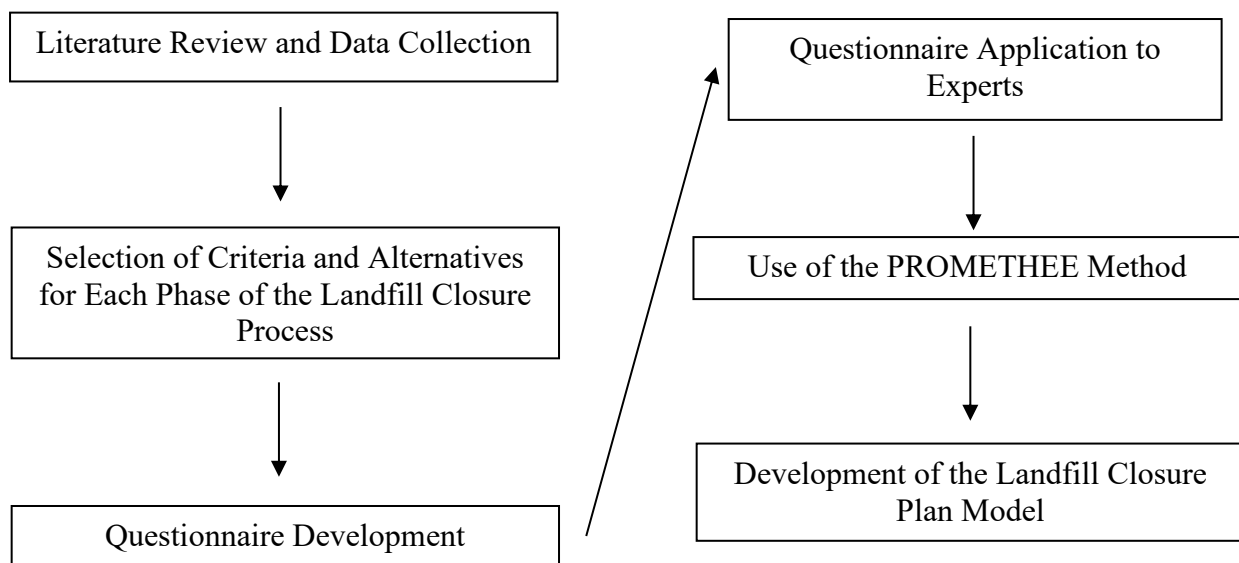 Literature Review and Data Collection
Selection of Criteria and Alternatives
for Each Phase of the Landfill Closure
Process
Questionnaire Development
Questionnaire Application to
Experts
Use of the PROMETHEE Method
Development of the Landfill Closure
Plan Model